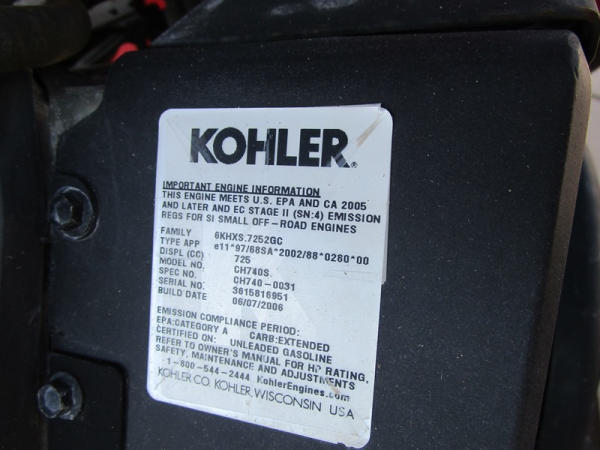 KOHLER.
IMPORTANT ENGINE INFORMATION
THIS ENGINE MEETS U.S. EPA AND CA 2005
AND LATER AND EC STAGE II (SN:4) EMISSION
REGS FOR SI SMALL OFF-ROAD ENGINES
FAMILY 6KHXS.7252GC
TYPE APP e11*97/68SA*2002/88*0280*00
DISPL (CC) 725
MODEL NO. CH740S
SPEC NO. CH740-0031
SERIAL NO. 3615816951
BUILD DATE 06/07/2006
EMISSION COMPLIANCE PERIOD:
EPA:CATEGORY A CARB:EXTENDED
CERTIFIED ON: UNLEADED GASOLINE
REFER TO OWNER'S MANUAL FOR HP RATING,
SAFETY, MAINTENANCE AND ADJUSTMENTS
1-800-544-2444 KohlerEngines.com
KOHLER CO. KOHLER, WISCONSIN USA